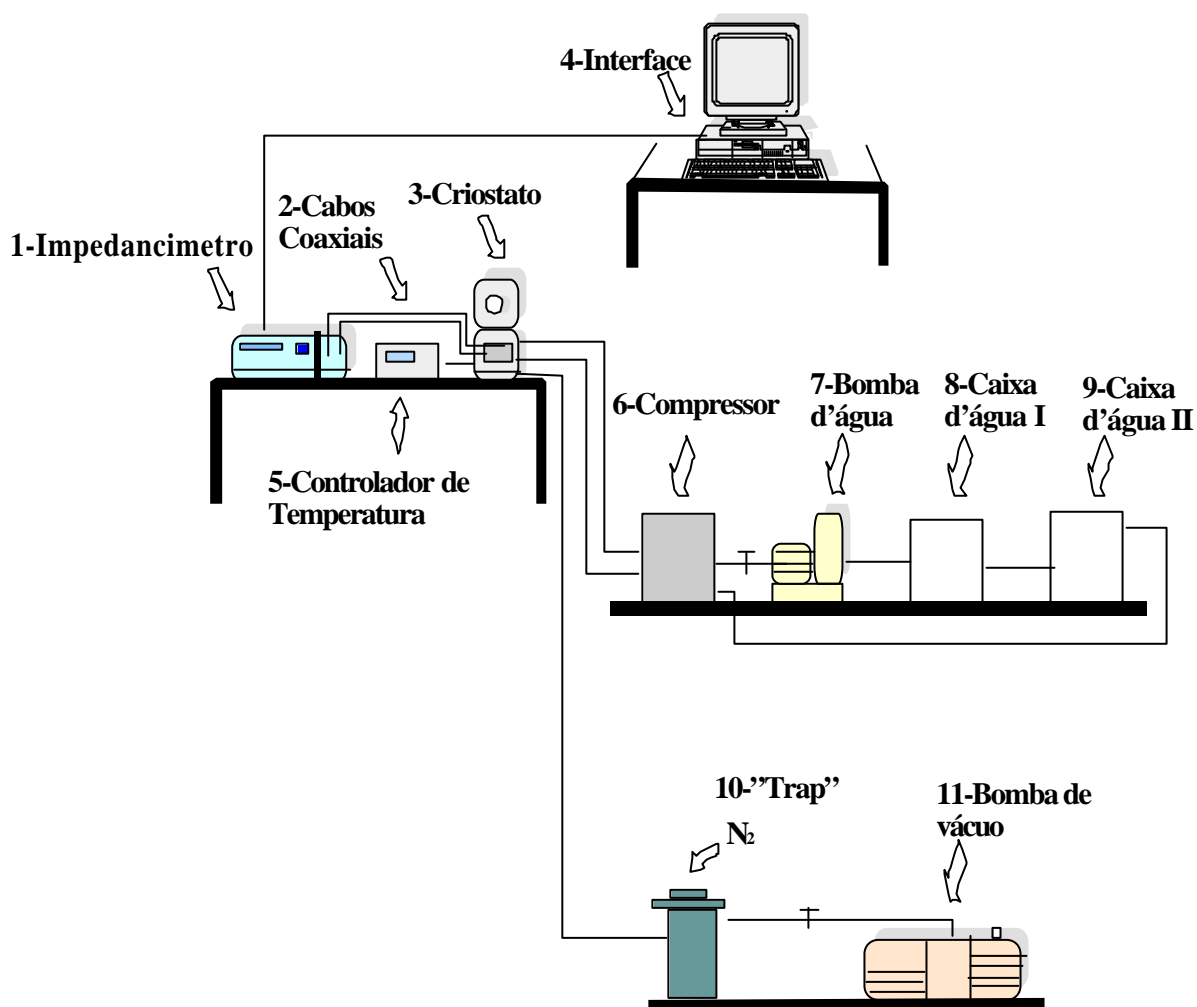 4-Interface
3-Criostato
2-Cabos
Coaxiais
1-Impedancimetro
5-Controlador de
Temperatura
6-Compressor
7-Bomba
d'água
8-Caixa
d'água I
9-Caixa
d'água II
10-”Trap”
N₂
11-Bomba de
vácuo